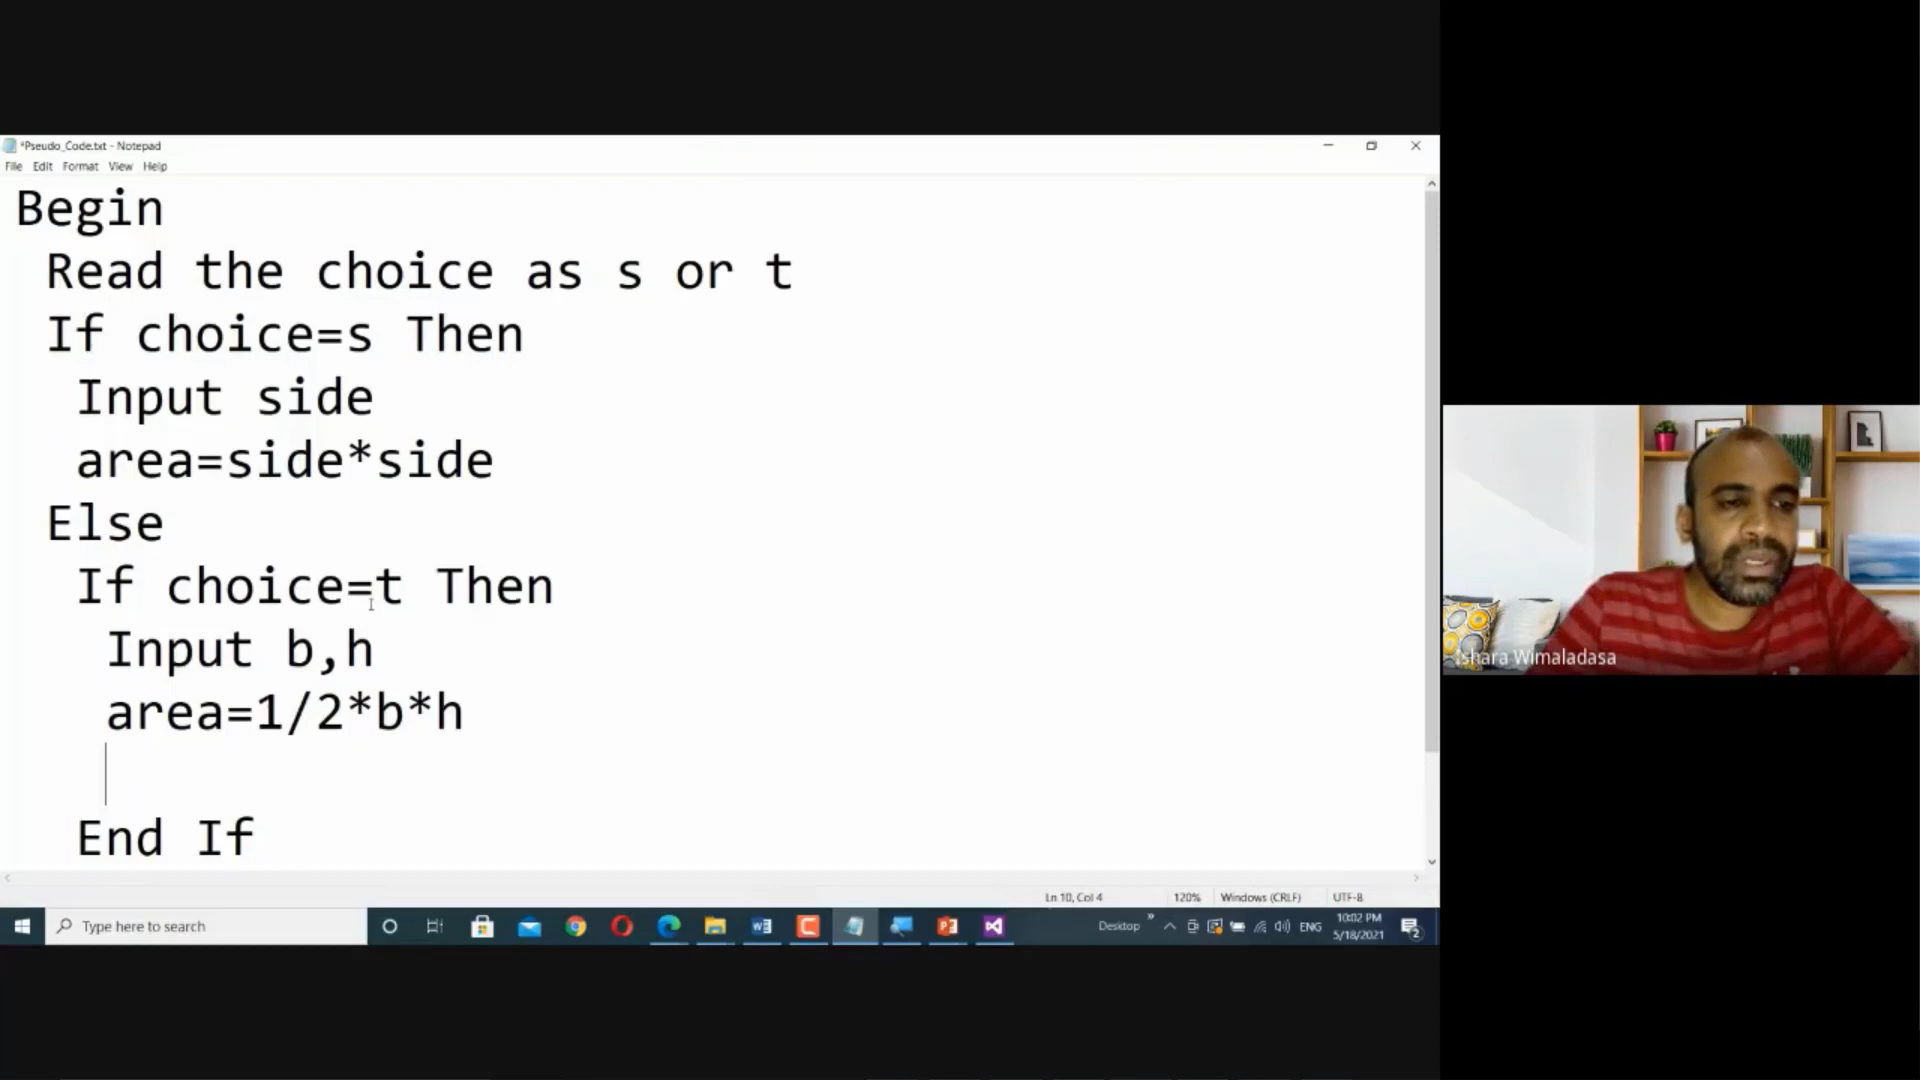 *Pseudo_Code.txt - Notepad
File Edit Format View Help
Begin
Read the choice as s or t
If choice=s Then
Input side
area=side*side
Else
If choice=t Then
Input b,h
area=1/2*b*h
End If
Ln 10, Col 4 120% Windows (CRLF) UTF-8
Type here to search
Desktop
ENG
10:02 PM
5/18/2021
2
Ishara Wimaladasa